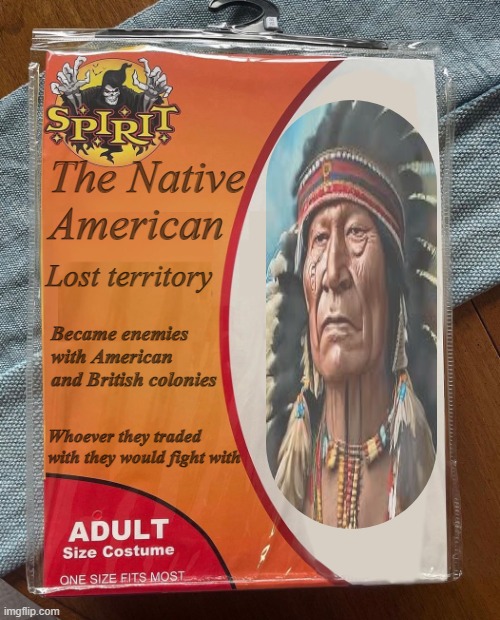 SPIRIT
The Native
American
Lost territory
Became enemies
with American
and British colonies
Whoever they traded
with they would fight with
ADULT
Size Costume
ONE SIZE FITS MOST
imgflip.com